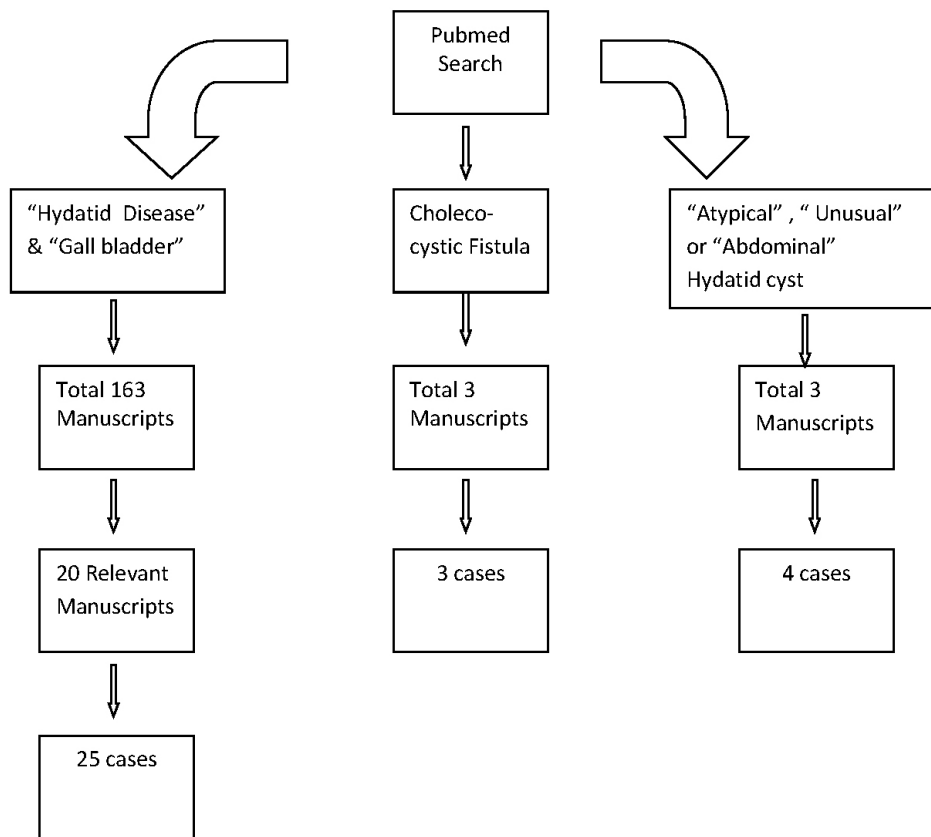 Pubmed
Search
“Hydatid Disease”
& “Gall bladder”
Choleco-
cystic Fistula
“Atypical” , “ Unusual”
or “Abdominal”
Hydatid cyst
Total 163
Manuscripts
Total 3
Manuscripts
Total 3
Manuscripts
20 Relevant
Manuscripts
3 cases
4 cases
25 cases